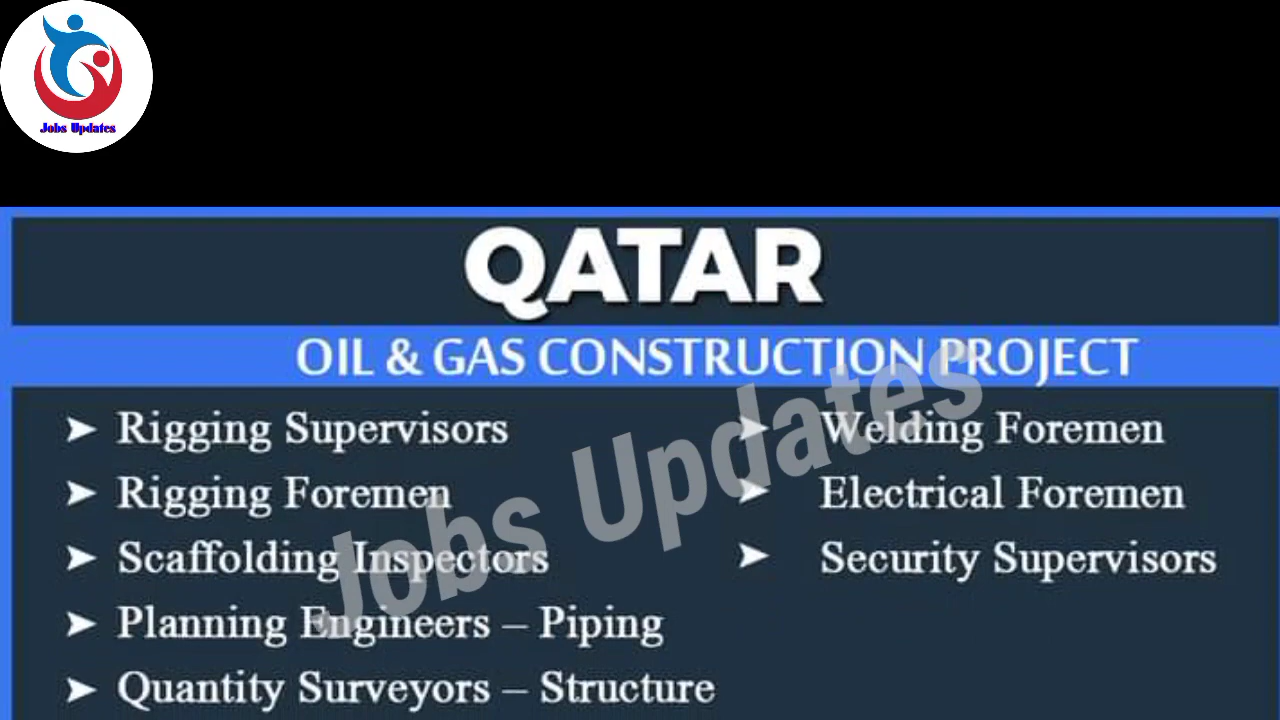 Jobs Updates
QATAR
OIL & GAS CONSTRUCTION PROJECT
➤ Rigging Supervisors
➤ Rigging Foremen
➤ Scaffolding Inspectors
➤ Planning Engineers – Piping
➤ Quantity Surveyors – Structure
➤ Welding Foremen
➤ Electrical Foremen
➤ Security Supervisors
Jobs Updates